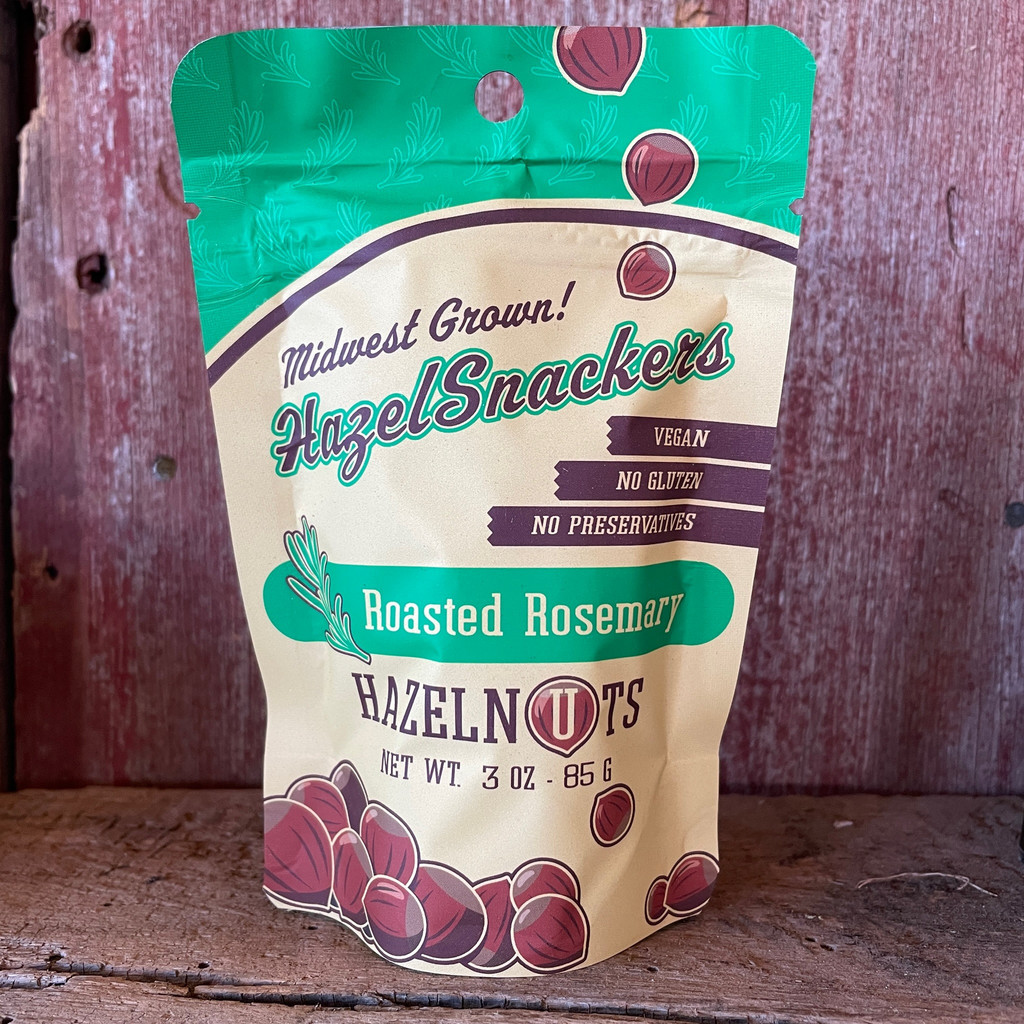 Midwest Grown!
HazelSnackers
VEGAN
NO GLUTEN
NO PRESERVATIVES
Roasted Rosemary
HAZELNUTS
NET WT. 3 OZ - 85 G